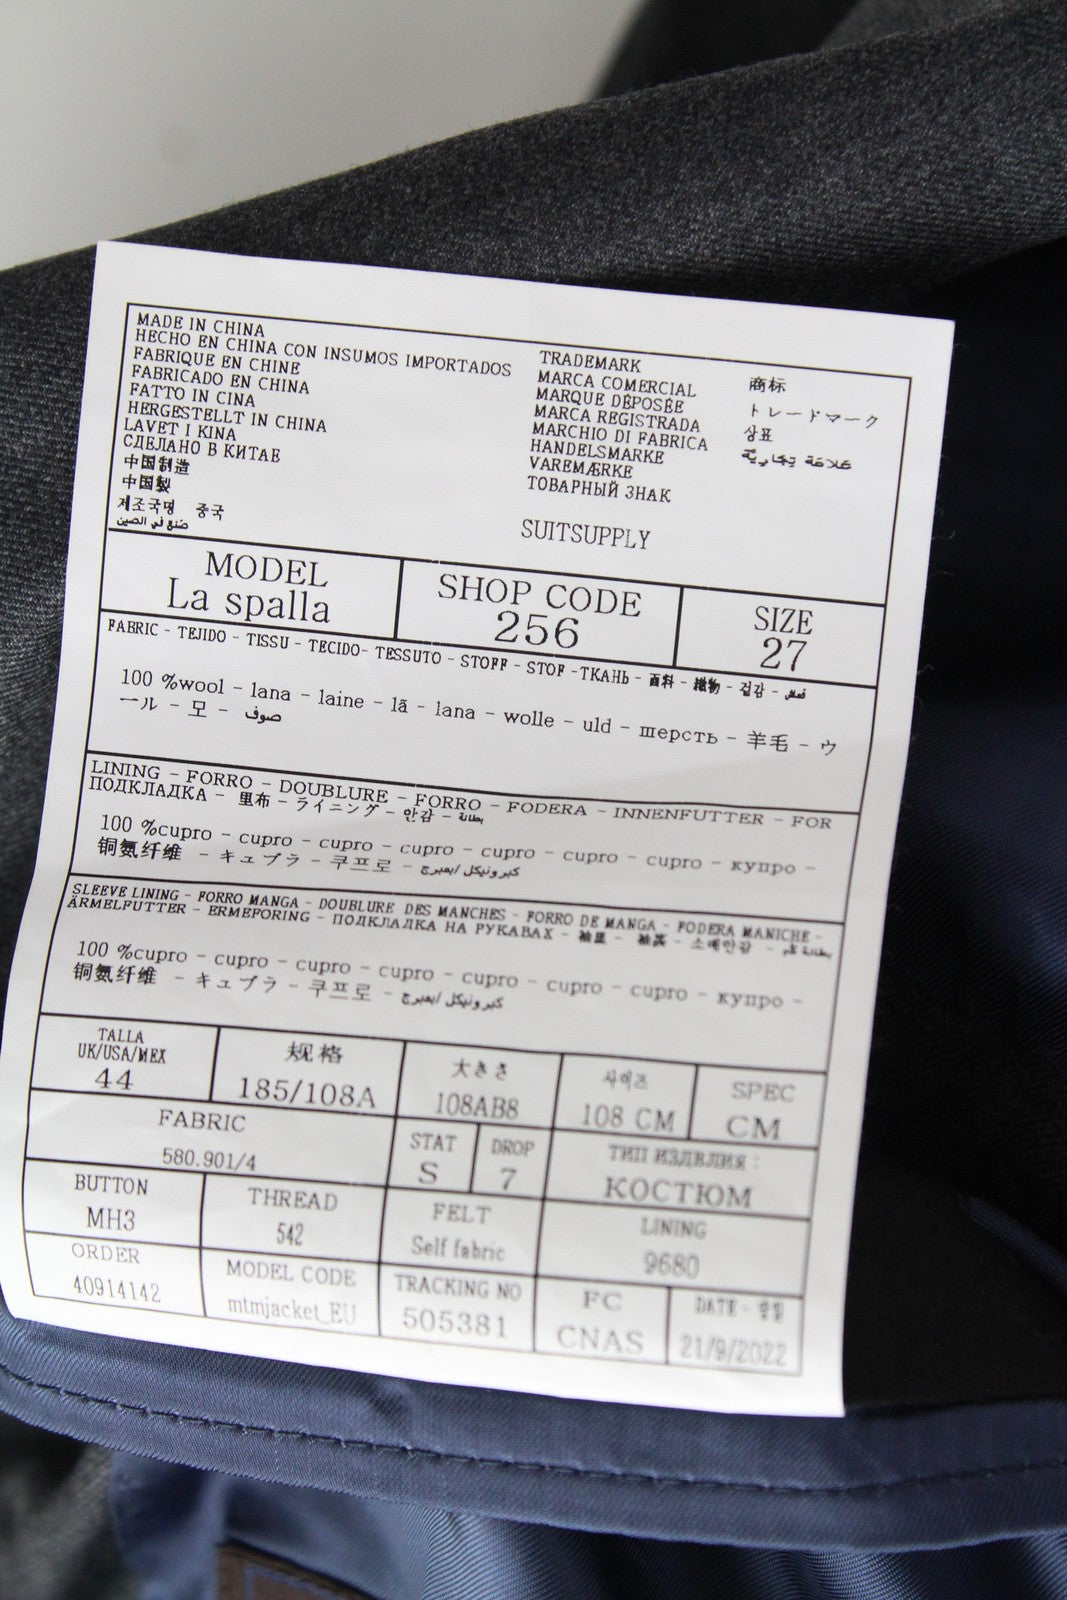 MADE IN CHINA
HECHO EN CHINA CON INSUMOS IMPORTADOS
FABRIQUE EN CHINE
FABRICADO EN CHINA
FATTO IN CINA
HERGESTELLT IN CHINA
LAVET I KINA
СДЕЛАНО В КИТАЕ
中国制造
中国製
제조국명 중국
صنع في الصين
TRADEMARK
MARCA COMERCIAL
MARQUE DÉPOSÉE
MARCA REGISTRADA
MARCHIO DI FABRICA
HANDELSMARKE
VAREMÆRKE
ТОВАРНЫЙ ЗНАК
商标
トレードマーク
상표
علامة تجارية
SUITSUPPLY
MODEL
La spalla
SHOP CODE
256
SIZE
27
FABRIC - TEJIDO - TISSU - TECIDO- TESSUTO - STOFF - STOF -ТКАНЬ - 面料 - 織物 - 겉감 - قماش
100 %wool - lana - laine - lã - lana - wolle - uld - шерсть - 羊毛 - ウ
ール - 모 - صوف
LINING - FORRO - DOUBLURE - FORRO - FODERA - INNENFUTTER - FOR
ПОДКЛАДКА - 里布 - ライニング - 안감 - بطانة
100 %cupro - cupro - cupro - cupro - cupro - cupro - cupro - купро -
铜氨纤维 - キュプラ - 쿠프로 - كبرونيكل/بمبرج
SLEEVE LINING - FORRO MANGA - DOUBLURE DES MANCHES - FORRO DE MANGA - FODERA MANICHE -
ÄRMELFUTTER - ERMEFORING - ПОДКЛАДКА НА РУКАВАХ - 袖里 - 袖裏 - 소매안감 - بطانة كم
100 %cupro - cupro - cupro - cupro - cupro - cupro - cupro - купро -
铜氨纤维 - キュプラ - 쿠프로 - كبرونيكل/بمبرج
TALLA
UK/USA/MEX
44
规格
185/108A
大きさ
108AB8
사이즈
108 CM
SPEC
CM
FABRIC
580.901/4
STAT
S
DROP
7
ТИП ИЗДЕЛИЯ :
КОСТЮМ
BUTTON
MH3
THREAD
542
FELT
Self fabric
LINING
9680
ORDER
40914142
MODEL CODE
mtmjacket_EU
TRACKING NO
505381
FC
CNAS
DATE -
21/9/2022